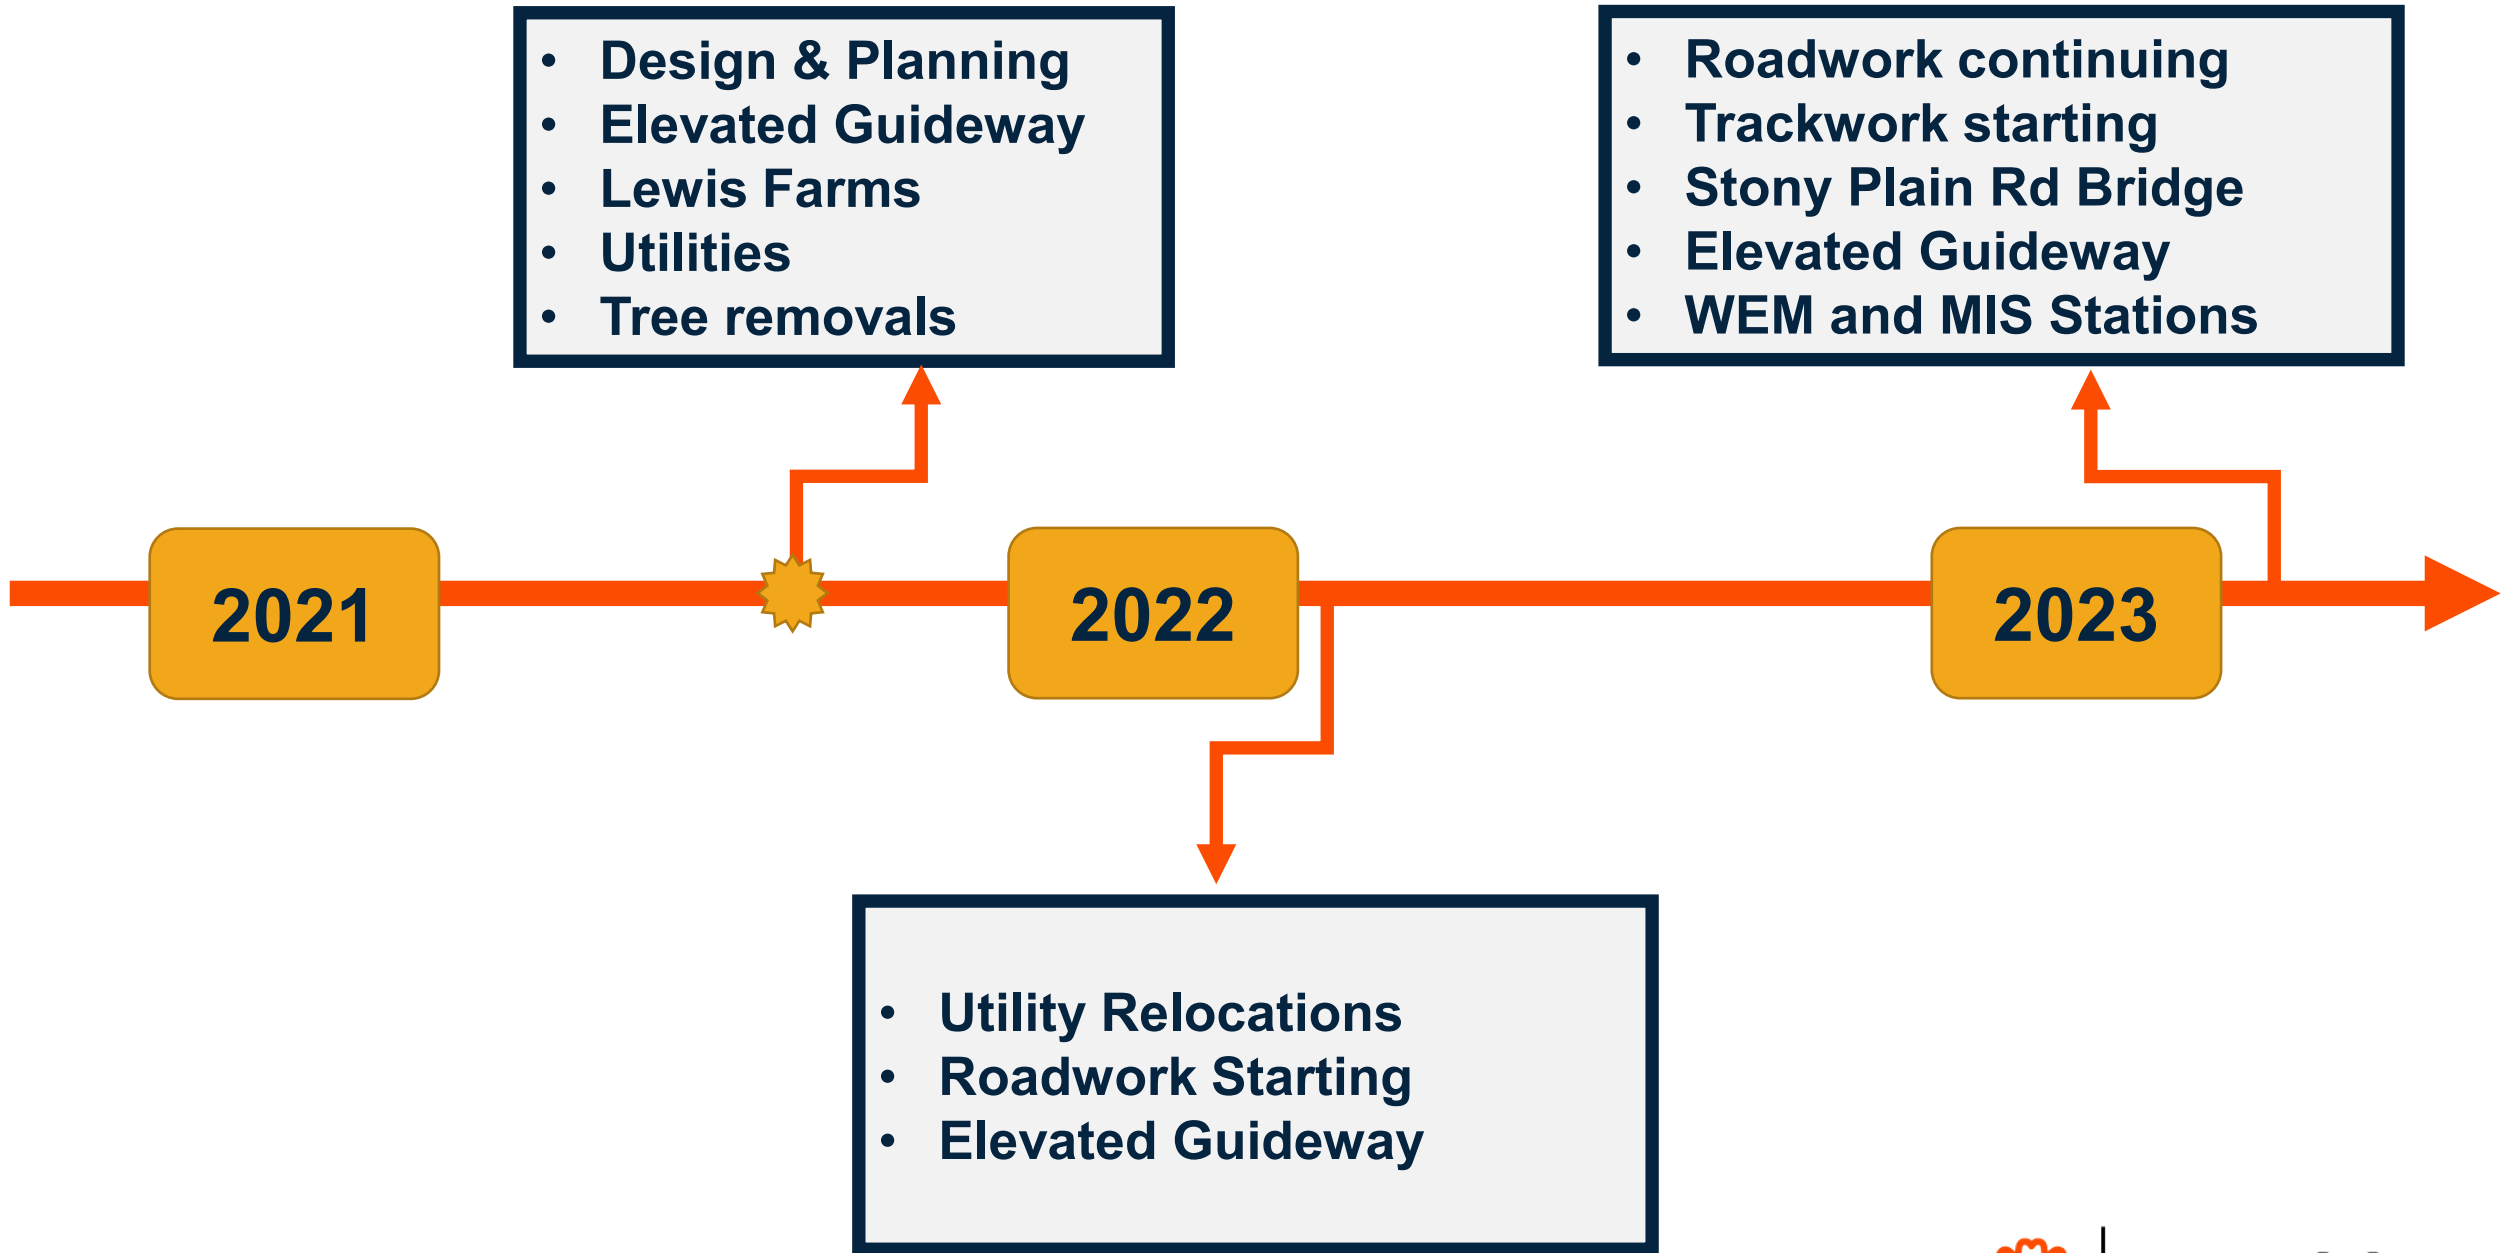 • Design & Planning
• Elevated Guideway
• Lewis Farms
• Utilities
• Tree removals
• Roadwork continuing
• Trackwork starting
• Stony Plain Rd Bridge
• Elevated Guideway
• WEM and MIS Stations
2021
2022
2023
• Utility Relocations
• Roadwork Starting
• Elevated Guideway